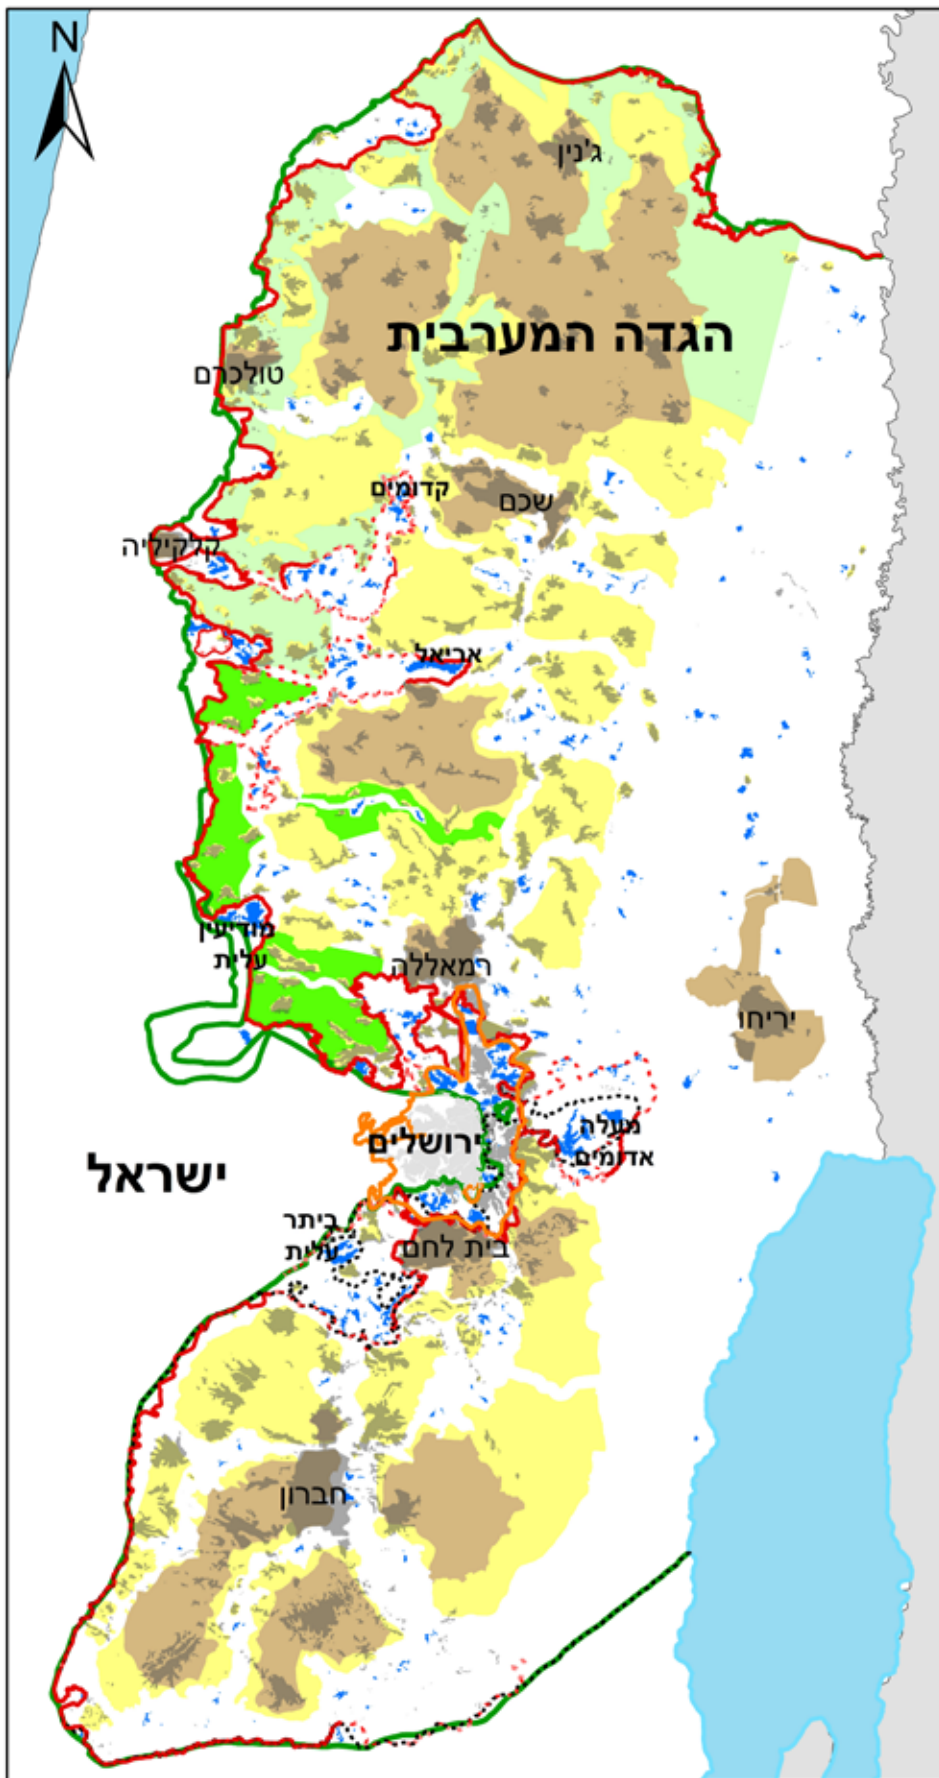 N
ג'נין
הגדה המערבית
טולכרם
קדומים
שכם
קלקיליה
אריאל
מודיעין
עלית
רמאללה
יריחו
מעלה
אדומים
ירושלים
ישראל
ביתר
עלית
בית לחם
חברון